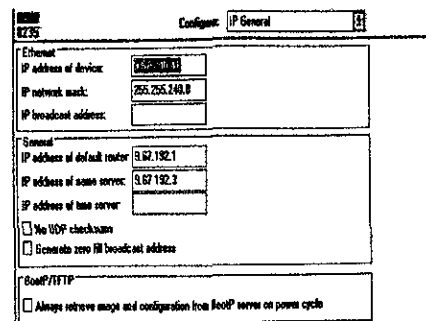 8235 Configure: IP General
Ethernet
IP address of device:
IP network mask: 255.255.240.0
IP broadcast address:
General
IP address of default router 9.67.192.1
IP address of name server: 9.67.192.3
IP address of time server
No UDP checksum
Generate zero fill broadcast address
BootP/TFTP
Always retrieve image and configuration from BootP server on power cycle